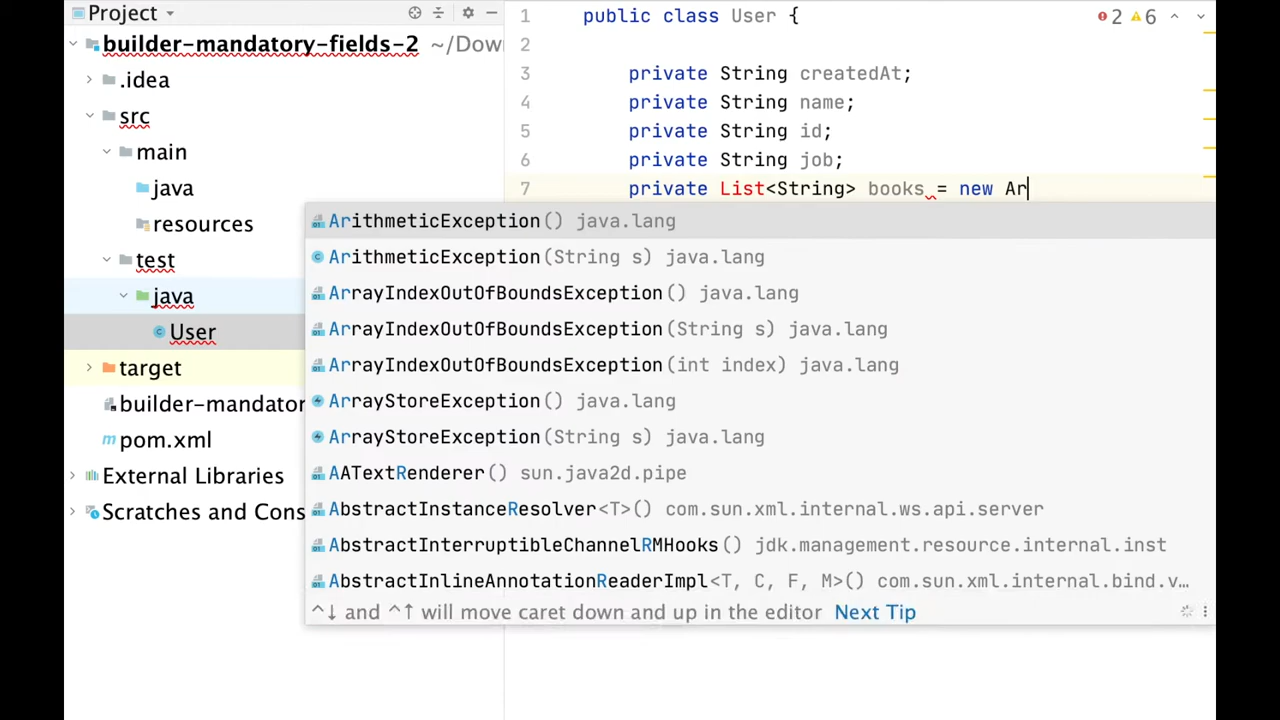 Project
builder-mandatory-fields-2 ~/Dow
.idea
src
main
java
resources
test
java
User
target
builder-mandator
pom.xml
External Libraries
Scratches and Cons
2 6
1 public class User {
2
3 private String createdAt;
4 private String name;
5 private String id;
6 private String job;
7 private List<String> books = new Ar
ArithmeticException() java.lang
ArithmeticException(String s) java.lang
ArrayIndexOutOfBoundsException() java.lang
ArrayIndexOutOfBoundsException(String s) java.lang
ArrayIndexOutOfBoundsException(int index) java.lang
ArrayStoreException() java.lang
ArrayStoreException(String s) java.lang
AATextRenderer() sun.java2d.pipe
AbstractInstanceResolver<T>() com.sun.xml.internal.ws.api.server
AbstractInterruptibleChannelRMHooks() jdk.management.resource.internal.inst
AbstractInlineAnnotationReaderImpl<T, C, F, M>() com.sun.xml.internal.bind.v…
^↓ and ^↑ will move caret down and up in the editor Next Tip